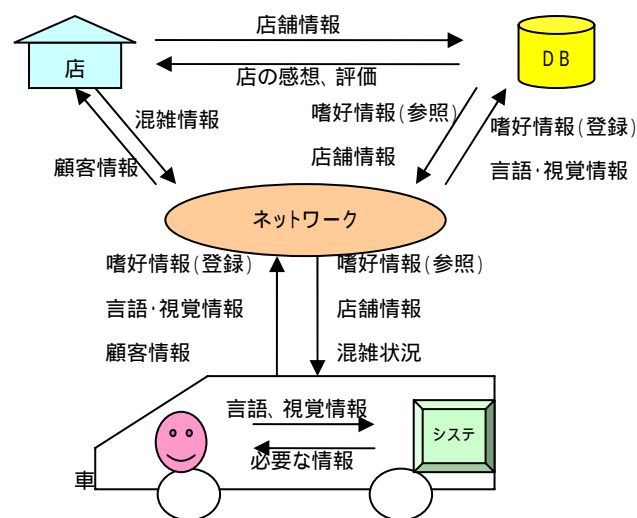 店舗情報
店
DB
店の感想、評価
混雑情報
嗜好情報(参照)
嗜好情報(登録)
店舗情報
顧客情報
言語・視覚情報
ネットワーク
嗜好情報(登録)
嗜好情報(参照)
言語・視覚情報
店舗情報
顧客情報
混雑状況
言語、視覚情報
システ
必要な情報
車